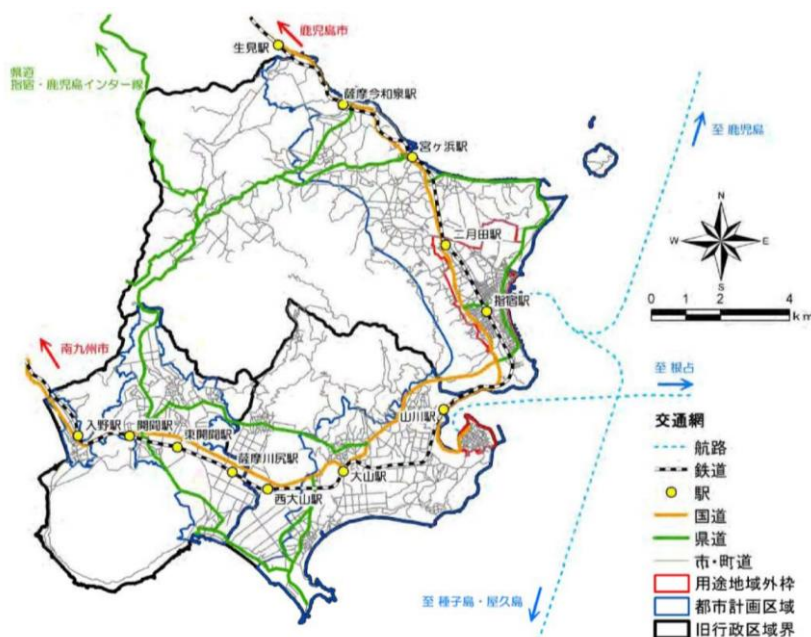 鹿児島市
生見駅
県道
指宿・鹿児島インター線
薩摩今和泉駅
宮ヶ浜駅
至 鹿児島
二月田駅
指宿駅
N
W
E
S
0 2 4
km
南九州市
至 根占
山川駅
入野駅
開聞駅
東開聞駅
薩摩川尻駅
大山駅
西大山駅
至 種子島・屋久島
交通網
航路
鉄道
駅
国道
県道
市・町道
用途地域外枠
都市計画区域
旧行政区域界